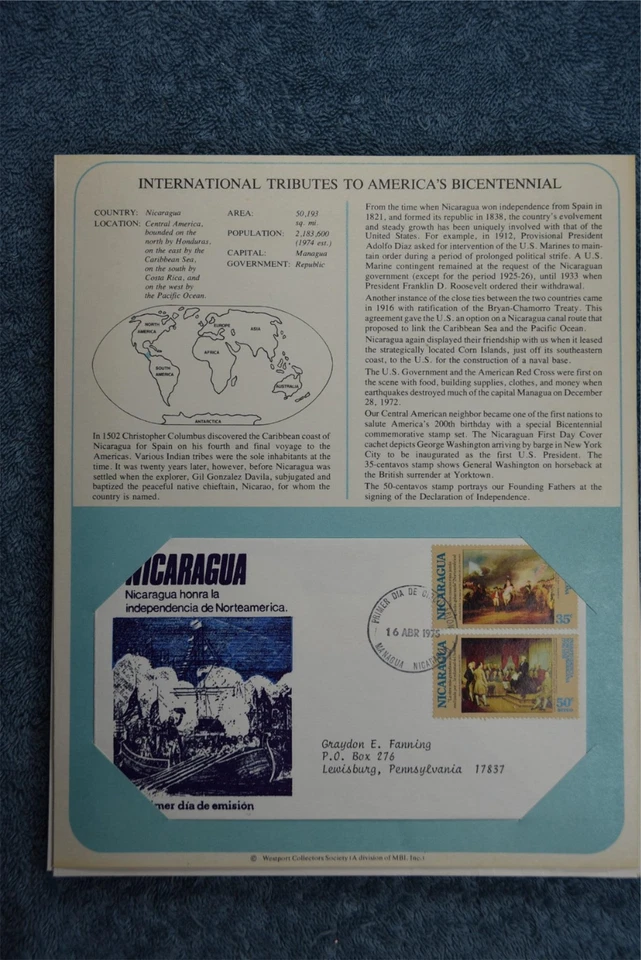 INTERNATIONAL TRIBUTES TO AMERICA'S BICENTENNIAL
COUNTRY: Nicaragua
LOCATION: Central America,
bounded on the
north by Honduras,
on the east by the
Caribbean Sea,
on the south by
Costa Rica, and
on the west by
the Pacific Ocean.
AREA: 50,193
sq. mi.
POPULATION: 2,183,600
(1974 est.)
CAPITAL: Managua
GOVERNMENT: Republic
NORTH
AMERICA
EUROPE
ASIA
AFRICA
SOUTH
AMERICA
AUSTRALIA
ANTARCTICA
In 1502 Christopher Columbus discovered the Caribbean coast of
Nicaragua for Spain on his fourth and final voyage to the
Americas. Various Indian tribes were the sole inhabitants at the
time. It was twenty years later, however, before Nicaragua was
settled when the explorer, Gil Gonzalez Davila, subjugated and
baptized the peaceful native chieftain, Nicarao, for whom the
country is named.
From the time when Nicaragua won independence from Spain in
1821, and formed its republic in 1838, the country's evolvement
and steady growth has been uniquely involved with that of the
United States. For example, in 1912, Provisional President
Adolfo Diaz asked for intervention of the U.S. Marines to main-
tain order during a period of prolonged political strife. A U.S.
Marine contingent remained at the request of the Nicaraguan
government (except for the period 1925-26), until 1933 when
President Franklin D. Roosevelt ordered their withdrawal.
Another instance of the close ties between the two countries came
in 1916 with ratification of the Bryan-Chamorro Treaty. This
agreement gave the U.S. an option on a Nicaragua canal route that
proposed to link the Caribbean Sea and the Pacific Ocean.
Nicaragua again displayed their friendship with us when it leased
the strategically located Corn Islands, just off its southeastern
coast, to the U.S. for the construction of a naval base.
The U.S. Government and the American Red Cross were first on
the scene with food, building supplies, clothes, and money when
earthquakes destroyed much of the capital Managua on December
28, 1972.
Our Central American neighbor became one of the first nations to
salute America's 200th birthday with a special Bicentennial
commemorative stamp set. The Nicaraguan First Day Cover
cachet depicts George Washington arriving by barge in New York
City to be inaugurated as the first U.S. President. The
35-centavos stamp shows General Washington on horseback at
the British surrender at Yorktown.
The 50-centavos stamp portrays our Founding Fathers at the
signing of the Declaration of Independence.
NICARAGUA
Nicaragua honra la
independencia de Norteamerica.
mer día de emisión
PRIMER DIA DE
16 ABR 1975
MANAGUA NICA
NICARAGUA
35
NICARAGUA
50
Graydon E. Fanning
P.O. Box 276
Lewisburg, Pennsylvania 17837
© Westport Collectors Society (A division of MBI, Inc.)